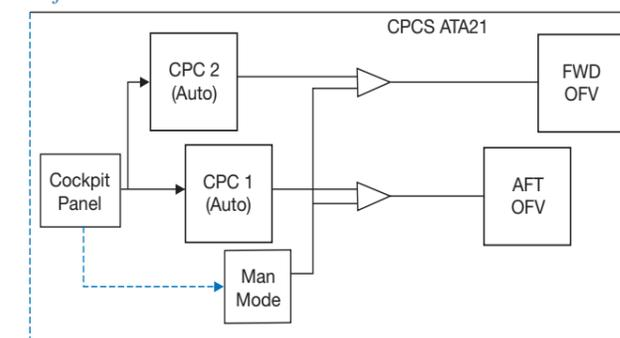 CPCS ATA21
CPC 2
(Auto)
FWD
OFV
Cockpit
Panel
CPC 1
(Auto)
AFT
OFV
Man
Mode